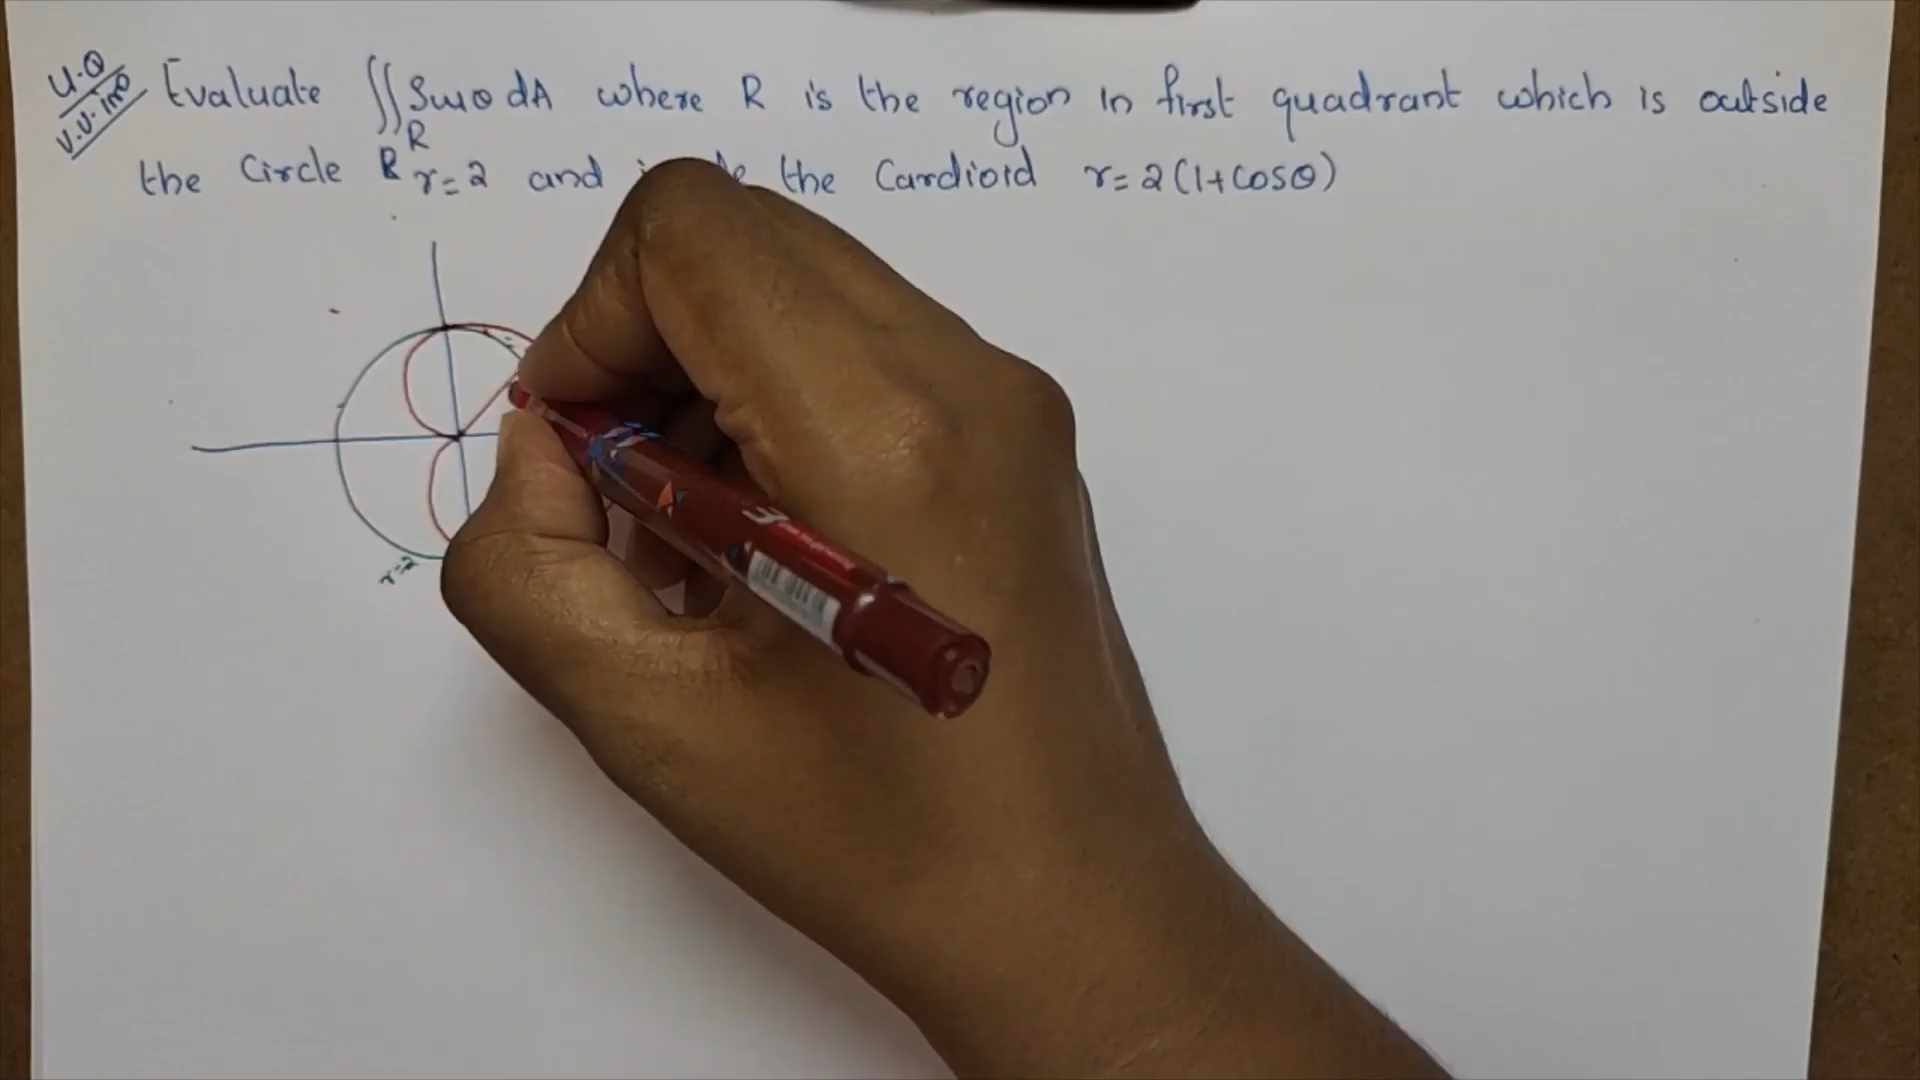 U.Q
V.V. Imp
Evaluate ∬ Sinθ dA where R is the region in first quadrant which is outside
R
the Circle R r=2 and the Cardioid r=2(1+Cosθ)
r=2